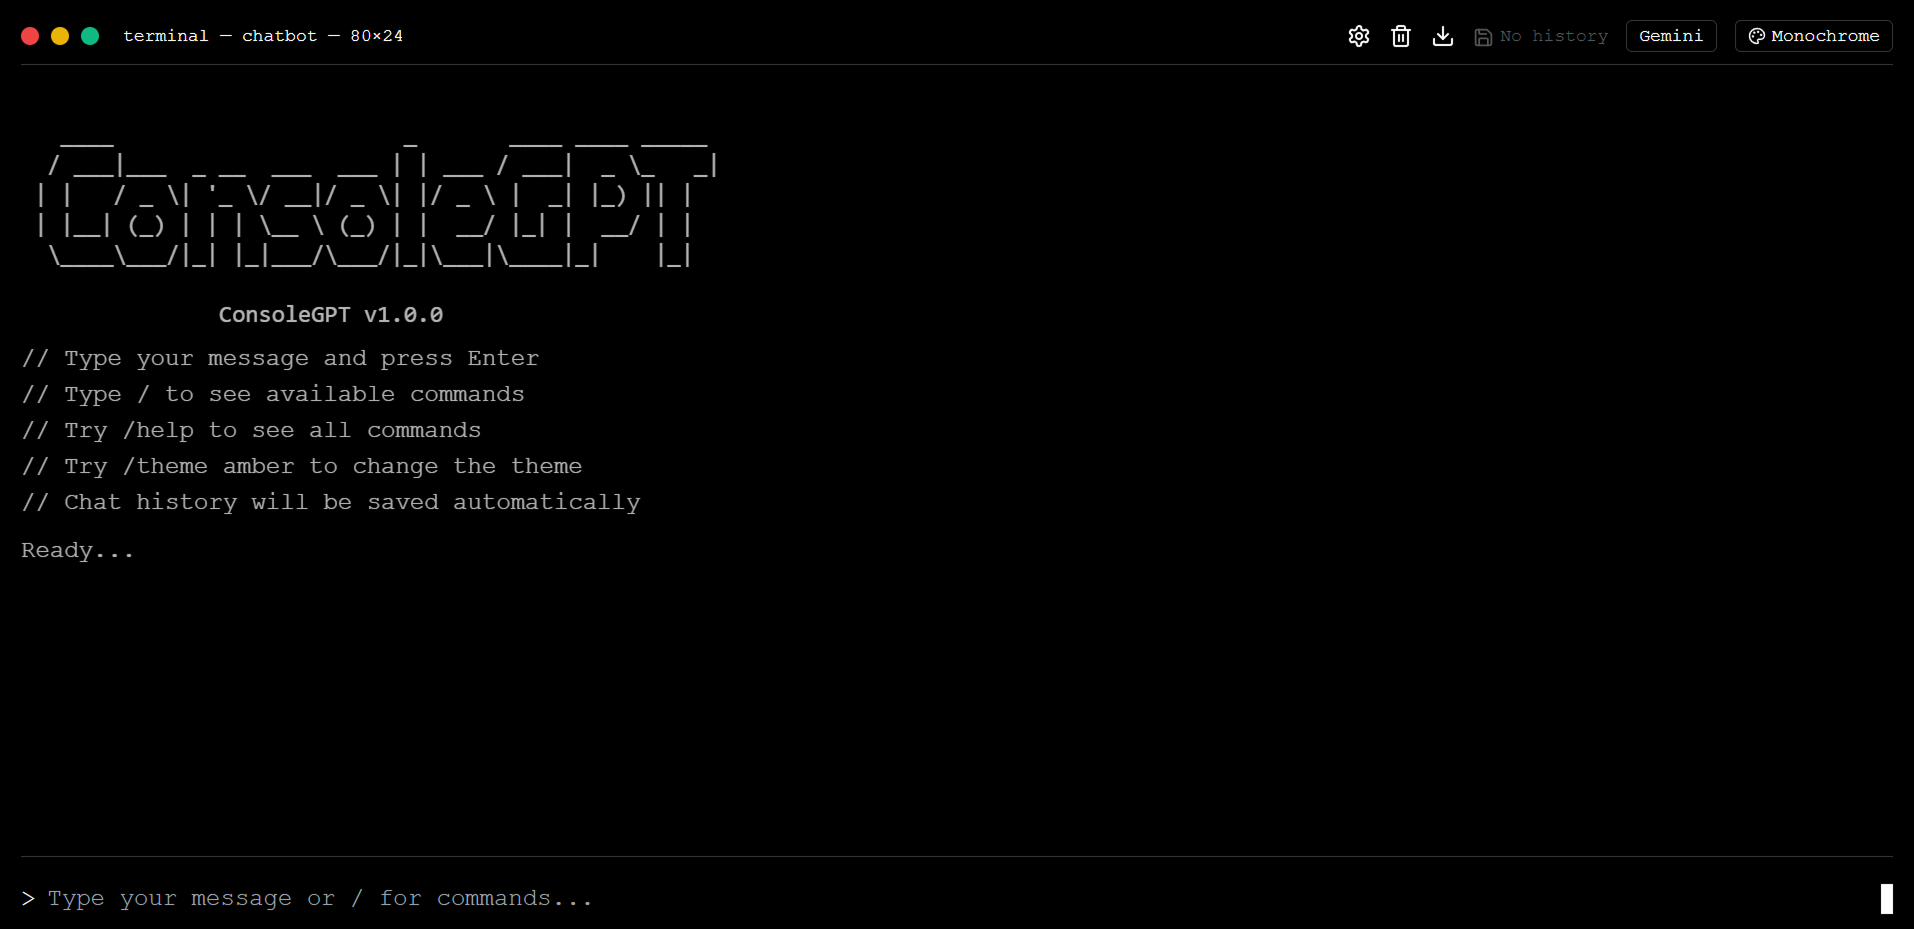 terminal — chatbot — 80×24
No history
Gemini
Monochrome
ConsoleGPT
ConsoleGPT v1.0.0
// Type your message and press Enter
// Type / to see available commands
// Try /help to see all commands
// Try /theme amber to change the theme
// Chat history will be saved automatically
Ready...
> Type your message or / for commands...